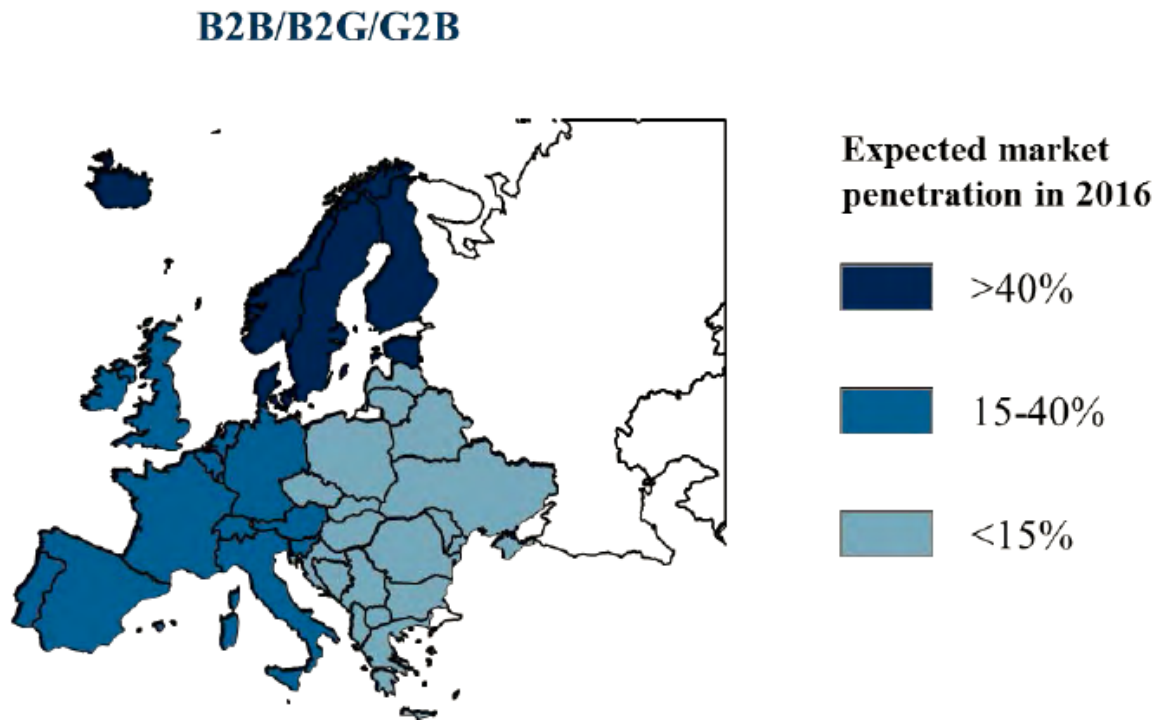 B2B/B2G/G2B
Expected market
penetration in 2016
>40%
15-40%
<15%